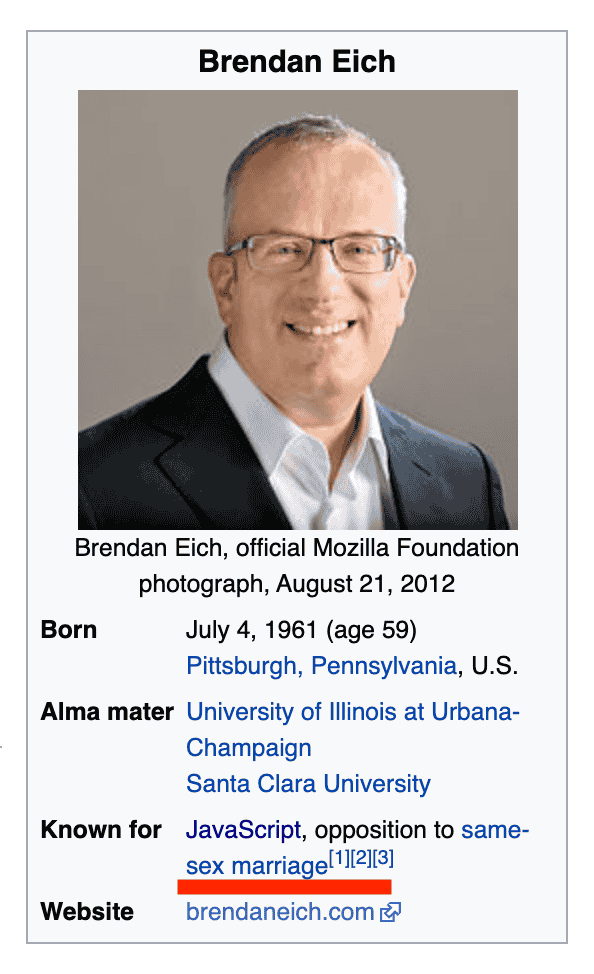 Brendan Eich
Brendan Eich, official Mozilla Foundation
photograph, August 21, 2012
Born July 4, 1961 (age 59)
Pittsburgh, Pennsylvania, U.S.
Alma mater University of Illinois at Urbana-
Champaign
Santa Clara University
Known for JavaScript, opposition to same-
sex marriage[1][2][3]
Website brendaneich.com